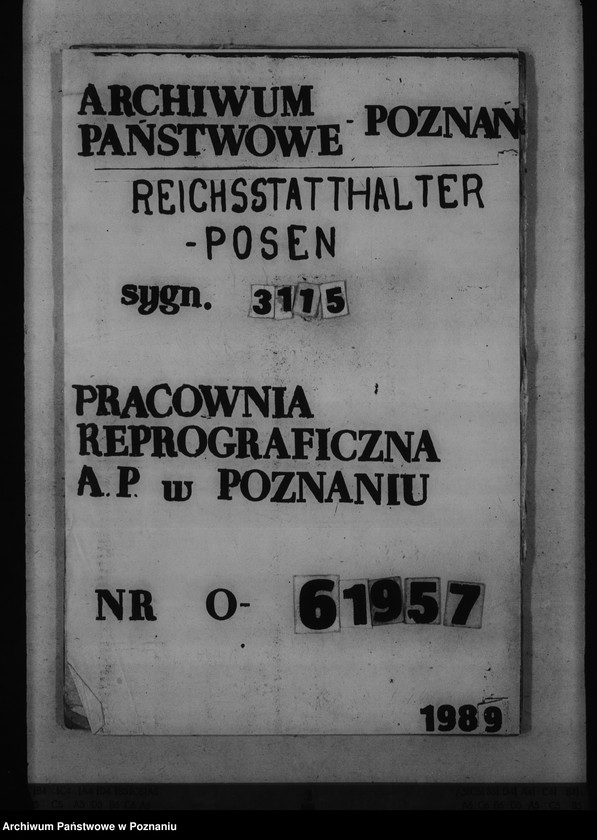 ARCHIWUM
PAŃSTWOWE - POZNAŃ
REICHSSTATTHALTER
- POSEN
sygn. 3115
PRACOWNIA
REPROGRAFICZNA
A.P. w POZNANIU
NR O- 61957
1989
Archiwum Państwowe w Poznaniu